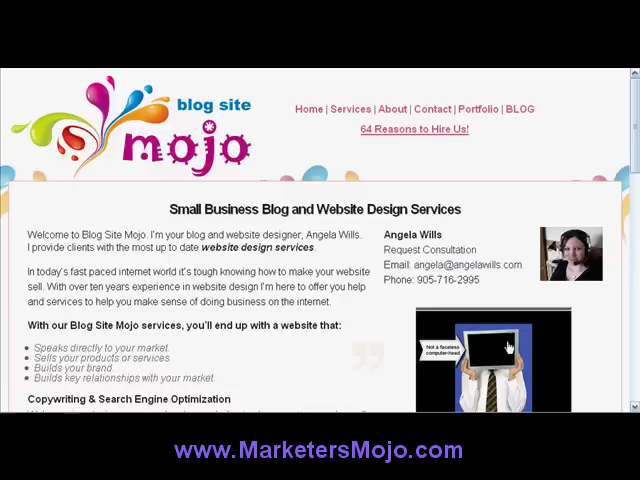 blog site
mojo
Home | Services | About | Contact | Portfolio | BLOG
64 Reasons to Hire Us!
Small Business Blog and Website Design Services
Welcome to Blog Site Mojo. I'm your blog and website designer, Angela Wills.
I provide clients with the most up to date website design services.
In today's fast paced internet world it's tough knowing how to make your website
sell. With over ten years experience in website design I'm here to offer you help
and services to help you make sense of doing business on the internet.
With our Blog Site Mojo services, you'll end up with a website that:
Speaks directly to your market.
Sells your products or services.
Builds your brand.
Builds key relationships with your market.
Copywriting & Search Engine Optimization
Angela Wills
Request Consultation
Email: angela@angelawills.com
Phone: 905-716-2995
Not a faceless
computer-head
www.MarketersMojo.com